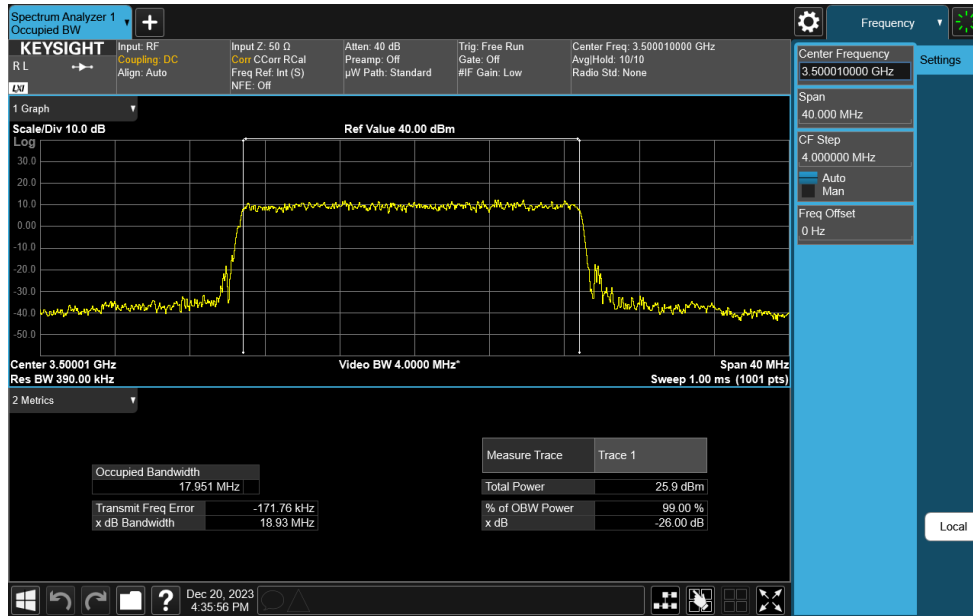 Spectrum Analyzer 1
Occupied BW
Frequency
KEYSIGHT
R L
LXI
Input: RF
Coupling: DC
Align: Auto
Input Z: 50 Ω
Corr CCorr RCal
Freq Ref: Int (S)
NFE: Off
Atten: 40 dB
Preamp: Off
µW Path: Standard
Trig: Free Run
Gate: Off
#IF Gain: Low
Center Freq: 3.500010000 GHz
Avg|Hold: 10/10
Radio Std: None
Center Frequency
3.500010000 GHz
Settings
Span
40.000 MHz
CF Step
4.000000 MHz
Auto
Man
Freq Offset
0 Hz
Local
1 Graph
Scale/Div 10.0 dB
Ref Value 40.00 dBm
Log
30.0
20.0
10.0
0.00
-10.0
-20.0
-30.0
-40.0
-50.0
Center 3.50001 GHz
Video BW 4.0000 MHz*
Span 40 MHz
Res BW 390.00 kHz
Sweep 1.00 ms (1001 pts)
2 Metrics
Measure Trace
Trace 1
Occupied Bandwidth
17.951 MHz
Total Power
25.9 dBm
Transmit Freq Error
-171.76 kHz
% of OBW Power
99.00 %
x dB Bandwidth
18.93 MHz
x dB
-26.00 dB
?
Dec 20, 2023
4:35:56 PM